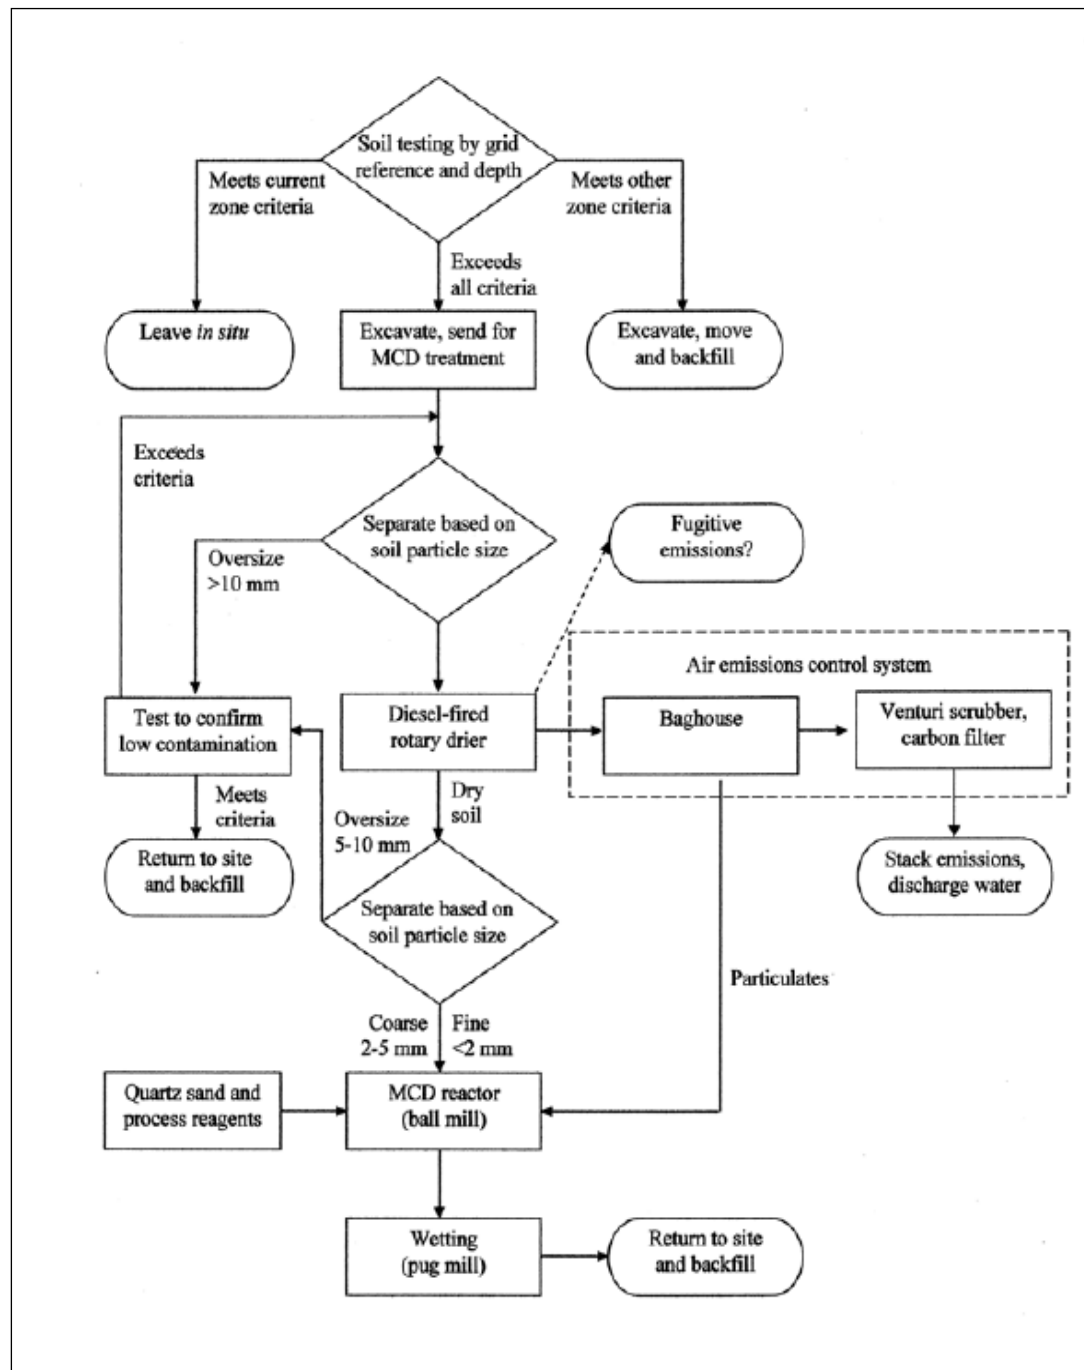 Soil testing by grid
reference and depth
Meets current
zone criteria
Meets other
zone criteria
Exceeds
all criteria
Leave in situ
Excavate, send for
MCD treatment
Excavate, move
and backfill
Exceeds
criteria
Separate based on
soil particle size
Fugitive
emissions?
Oversize
>10 mm
Air emissions control system
Test to confirm
low contamination
Diesel-fired
rotary drier
Baghouse
Venturi scrubber,
carbon filter
Meets
criteria
Dry
soil
Oversize
5-10 mm
Return to site
and backfill
Stack emissions,
discharge water
Separate based on
soil particle size
Particulates
Coarse
2-5 mm
Fine
<2 mm
Quartz sand and
process reagents
MCD reactor
(ball mill)
Wetting
(pug mill)
Return to site
and backfill